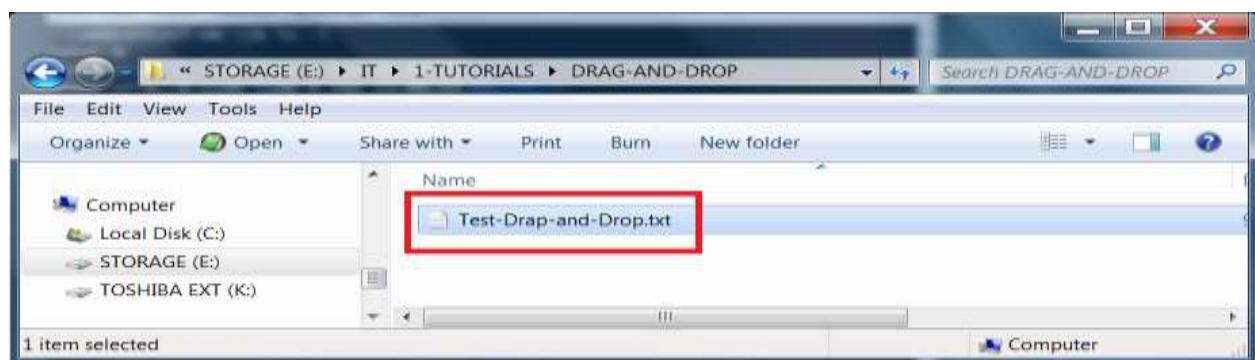 « STORAGE (E:) ▸ IT ▸ 1-TUTORIALS ▸ DRAG-AND-DROP Search DRAG-AND-DROP
File Edit View Tools Help
Organize Open Share with Print Burn New folder
Name
Computer
Local Disk (C:)
STORAGE (E:)
TOSHIBA EXT (K:)
Test-Drap-and-Drop.txt
1 item selected Computer